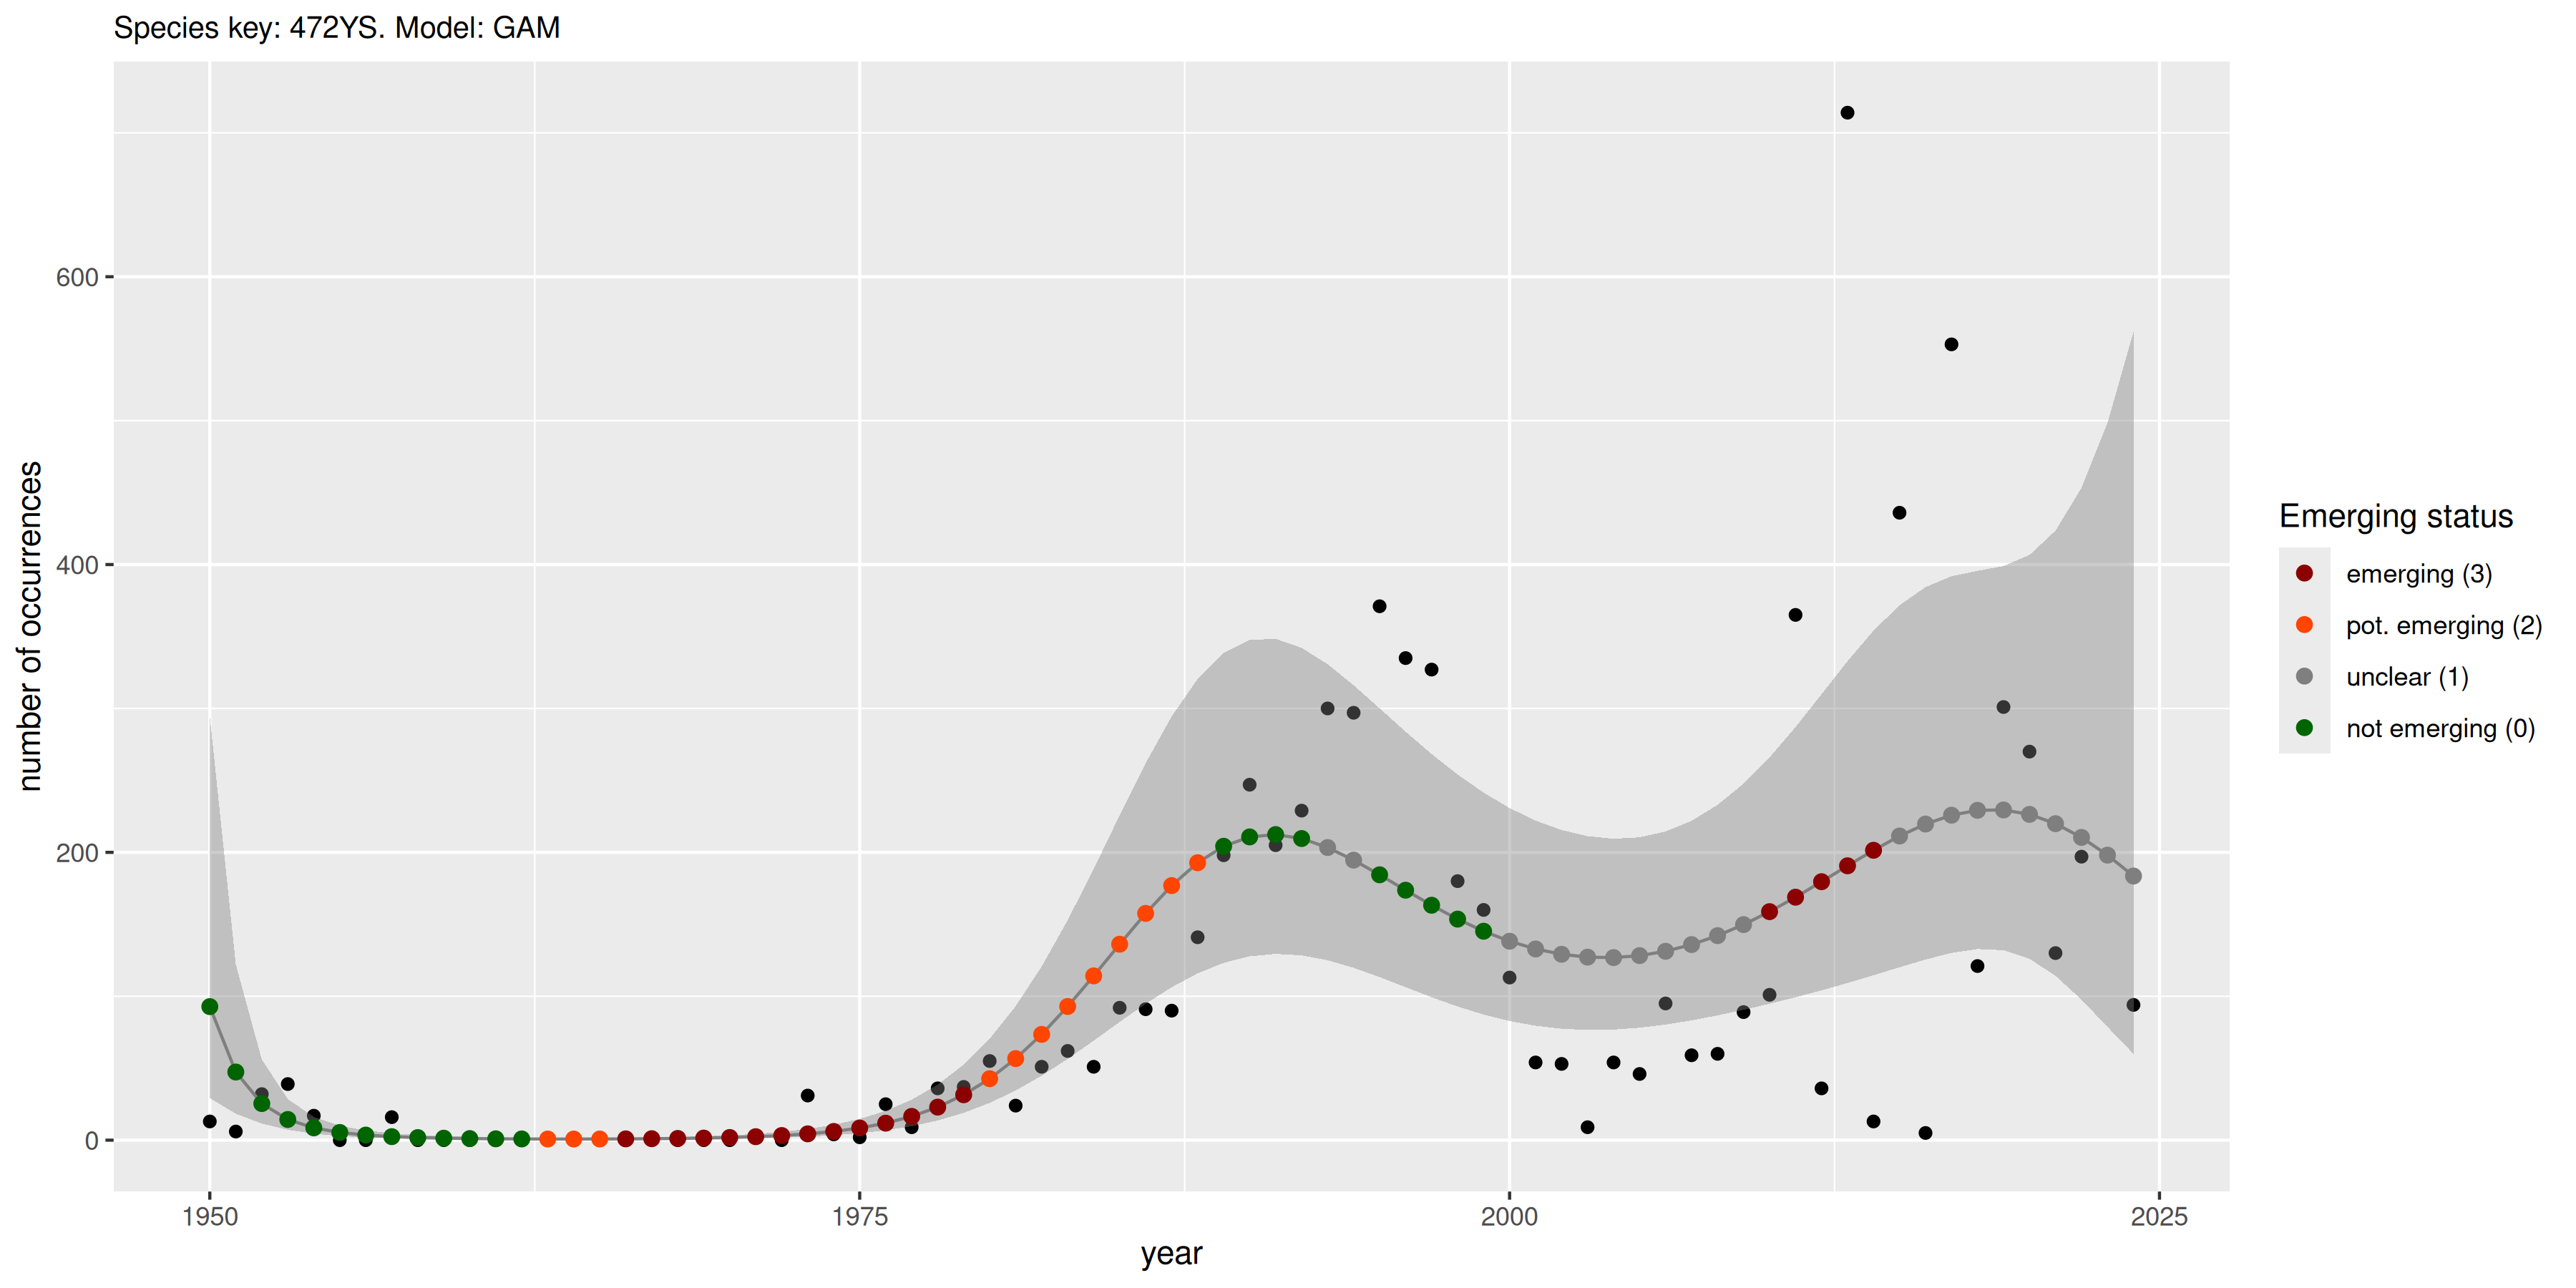 Species key: 472YS. Model: GAM
number of occurrences
600
400
200
0
1950
1975
2000
2025
year
Emerging status
emerging (3)
pot. emerging (2)
unclear (1)
not emerging (0)